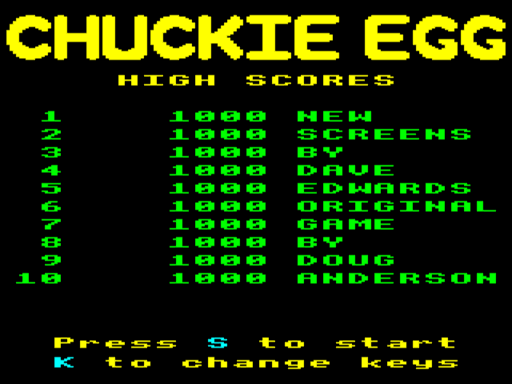 CHUCKIE EGG
HIGH SCORES
1 1000 NEW
2 1000 SCREENS
3 1000 BY
4 1000 DAVE
5 1000 EDWARDS
6 1000 ORIGINAL
7 1000 GAME
8 1000 BY
9 1000 DOUG
10 1000 ANDERSON
Press S to start
K to change keys